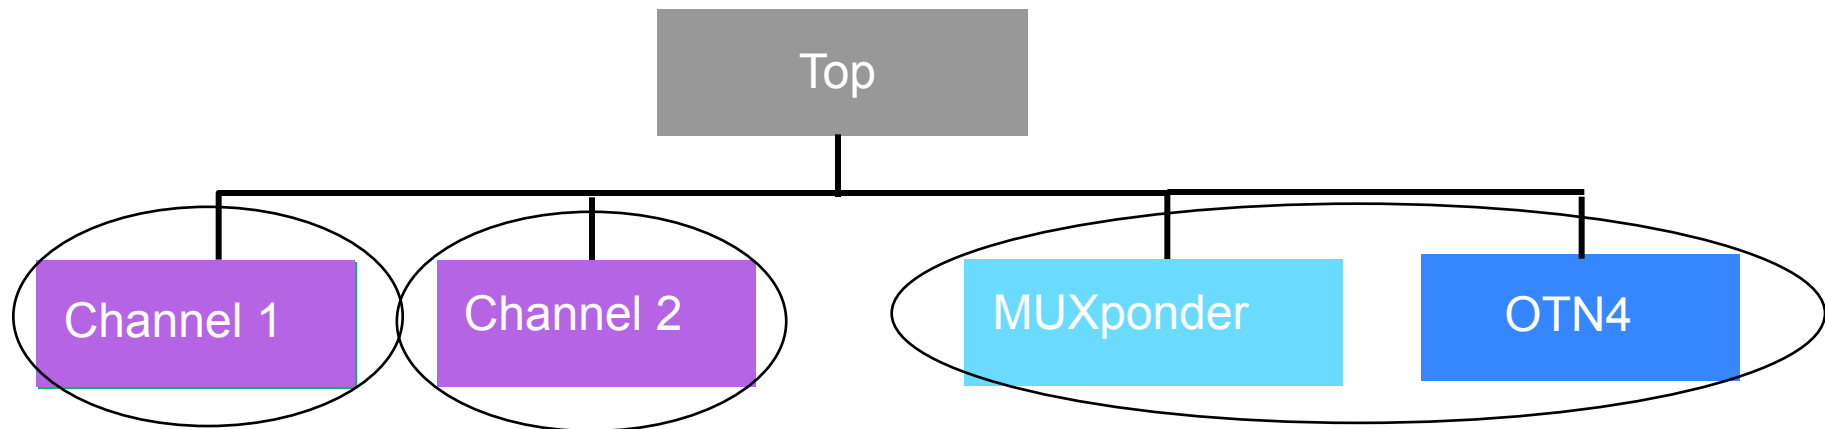 Top
Channel 1
Channel 2
MUXponder
OTN4